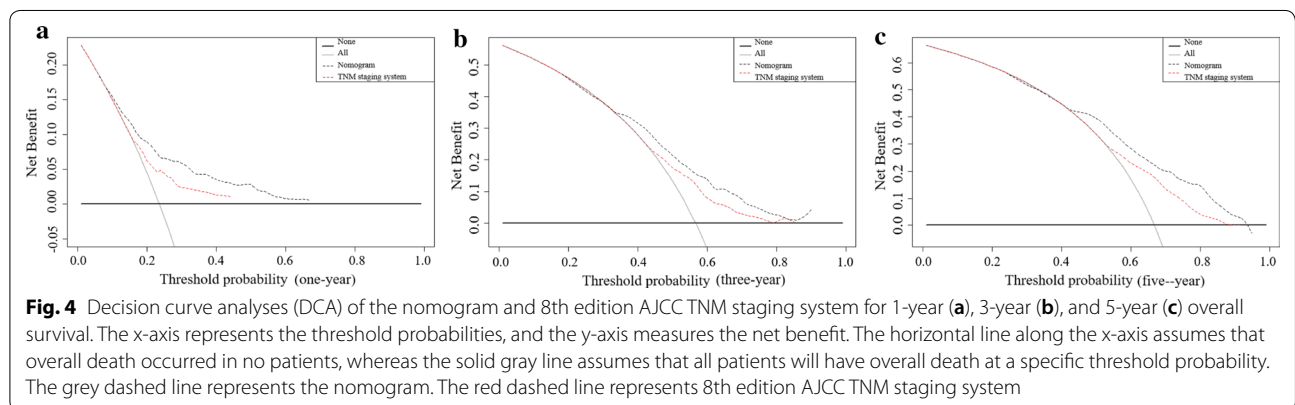 a
0.20
0.15
0.10
0.05
0.00
-0.05
Net Benefit
None
All
Nomogram
TNM staging system
0.0 0.2 0.4 0.6 0.8 1.0
Threshold probability (one-year)
b
0.5
0.4
0.3
0.2
0.1
0.0
Net Benefit
None
All
Nomogram
TNM staging system
0.0 0.2 0.4 0.6 0.8 1.0
Threshold probability (three-year)
c
0.6
0.5
0.4
0.3
0.2
0.1
0.0
Net Benefit
None
All
Nomogram
TNM staging system
0.0 0.2 0.4 0.6 0.8 1.0
Threshold probability (five--year)
Fig. 4 Decision curve analyses (DCA) of the nomogram and 8th edition AJCC TNM staging system for 1-year (a), 3-year (b), and 5-year (c) overall
survival. The x-axis represents the threshold probabilities, and the y-axis measures the net benefit. The horizontal line along the x-axis assumes that
overall death occurred in no patients, whereas the solid gray line assumes that all patients will have overall death at a specific threshold probability.
The grey dashed line represents the nomogram. The red dashed line represents 8th edition AJCC TNM staging system